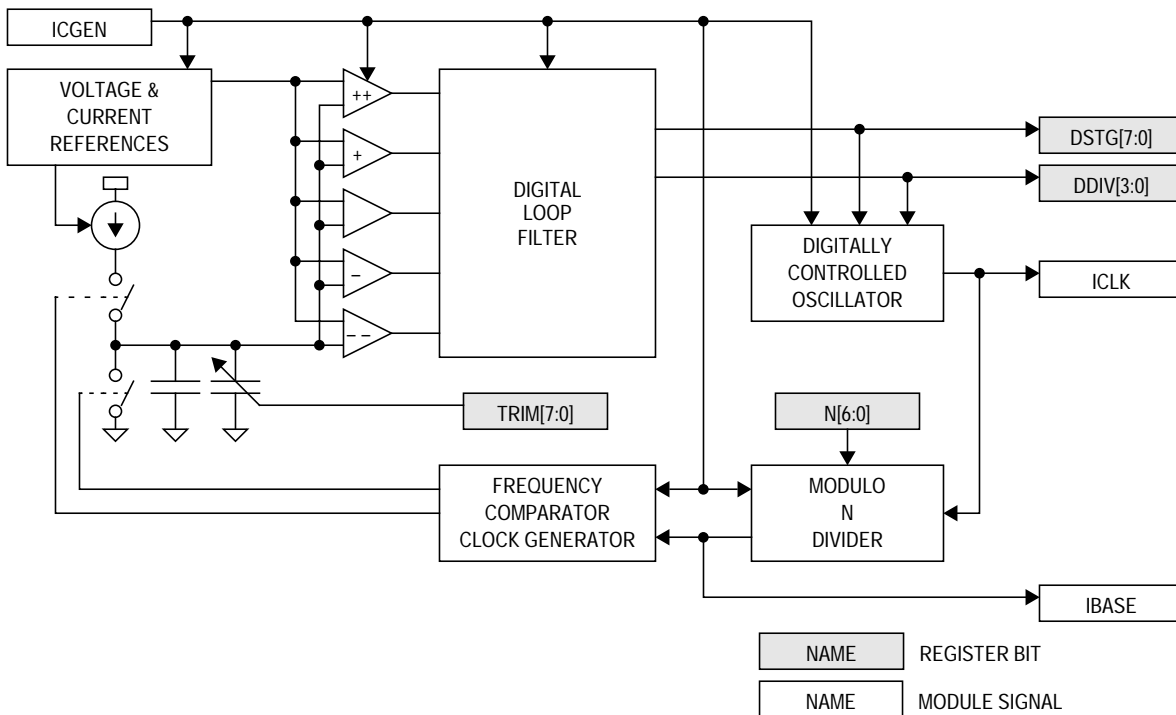 ICGEN
VOLTAGE &
CURRENT
REFERENCES
++
+
–
– –
DIGITAL
LOOP
FILTER
DSTG[7:0]
DDIV[3:0]
DIGITALLY
CONTROLLED
OSCILLATOR
ICLK
TRIM[7:0]
N[6:0]
FREQUENCY
COMPARATOR
CLOCK GENERATOR
MODULO
N
DIVIDER
IBASE
NAME REGISTER BIT
NAME MODULE SIGNAL